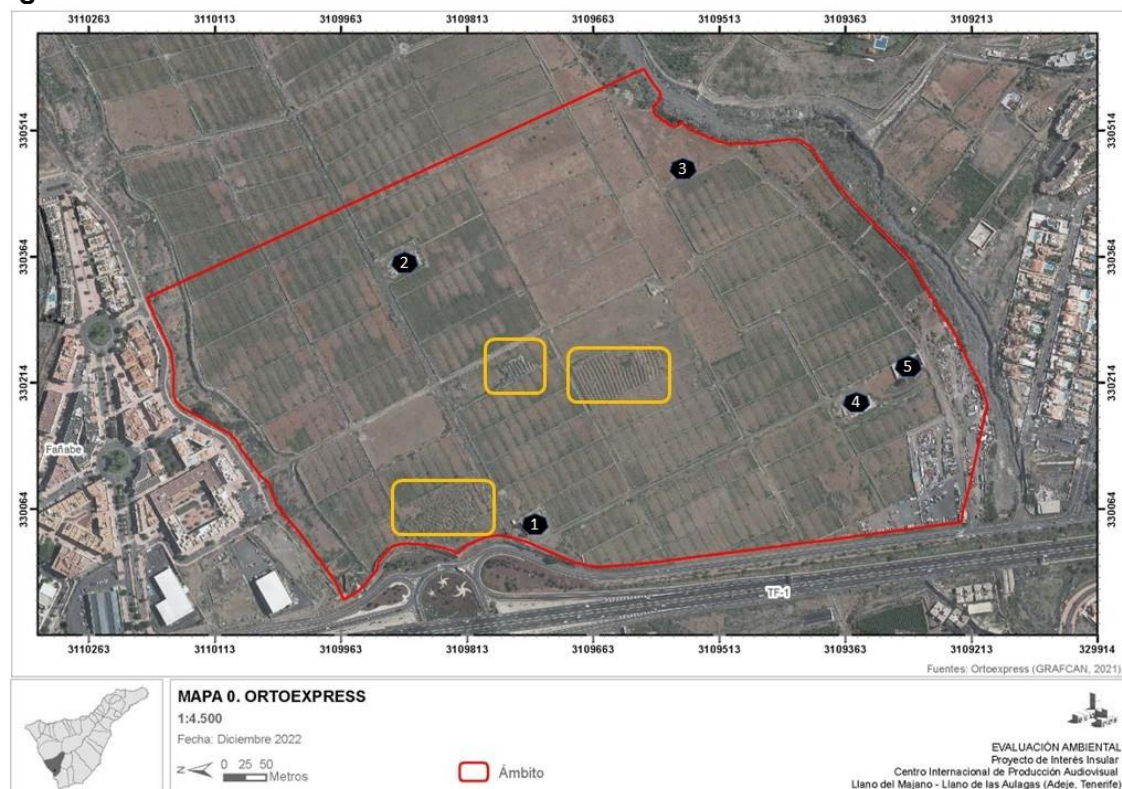 3110263 3110113 3109963 3109813 3109663 3109513 3109363 3109213
330514 330514
3
2
330364 330364
5
330214 330214
4
Fañabe
330064 330064
1
TF-1
3110263 3110113 3109963 3109813 3109663 3109513 3109363 3109213 329914
Fuentes: Ortoexpress (GRAFCAN, 2021)
MAPA 0. ORTOEXPRESS
1:4.500
Fecha: Diciembre 2022
Z 0 25 50
Metros
Ámbito
EVALUACIÓN AMBIENTAL
Proyecto de Interés Insular
Centro Internacional de Producción Audiovisual
Llano del Majano - Llano de las Aulagas (Adeje, Tenerife)